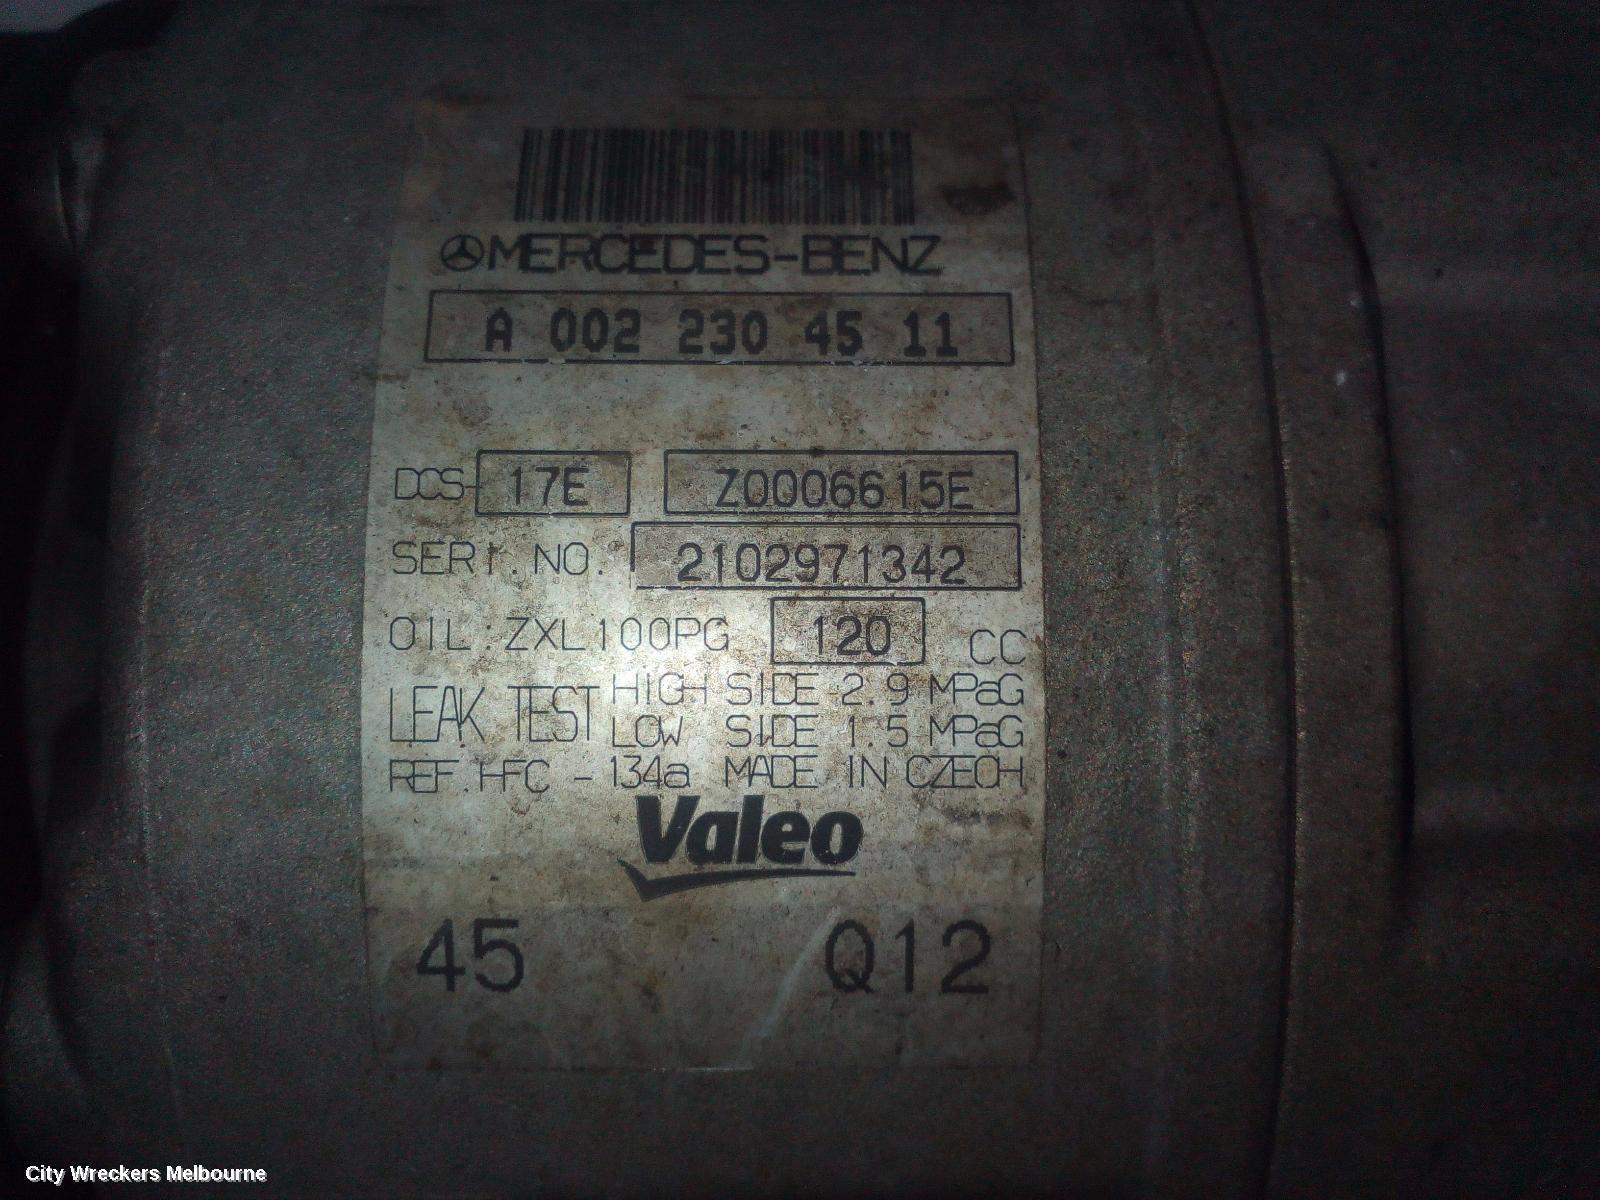 MERCEDES-BENZ
A 002 230 45 11
DCS- 17E Z0006615E
SERI. NO. 2102971342
OIL:ZXL100PG 120 CC
LEAK TEST HIGH SIDE 2.9 MPaG
LOW SIDE 1.5 MPaG
REF.HFC - 134a MADE IN CZECH
Valeo
45 Q12
City Wreckers Melbourne